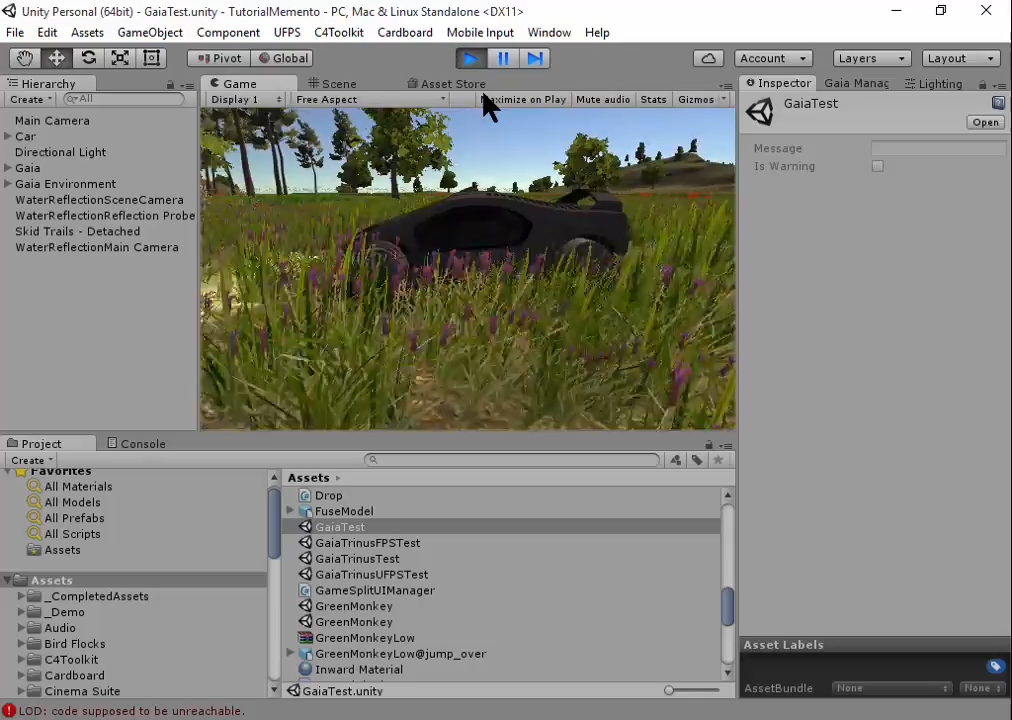 Unity Personal (64bit) - GaiaTest.unity - TutorialMemento - PC, Mac & Linux Standalone <DX11>
File Edit Assets GameObject Component UFPS C4Toolkit Cardboard Mobile Input Window Help
Pivot Global Account Layers Layout
Hierarchy Game Scene Asset Store Inspector Gaia Manag Lighting
Create All Display 1 Free Aspect Maximize on Play Mute audio Stats Gizmos GaiaTest
Open
Main Camera
Car
Directional Light
Gaia
Gaia Environment
WaterReflectionSceneCamera
WaterReflectionReflection Probe
Skid Trails - Detached
WaterReflectionMain Camera
Message
Is Warning
Project Console
Create
Favorites
All Materials
All Models
All Prefabs
All Scripts
Assets
Assets
_CompletedAssets
_Demo
Audio
Bird Flocks
C4Toolkit
Cardboard
Cinema Suite
Assets
Drop
FuseModel
GaiaTest
GaiaTrinusFPSTest
GaiaTrinusTest
GaiaTrinusUFPSTest
GameSplitUIManager
GreenMonkey
GreenMonkey
GreenMonkeyLow
GreenMonkeyLow@jump_over
Inward Material
GaiaTest.unity
Asset Labels
AssetBundle None None
LOD: code supposed to be unreachable.